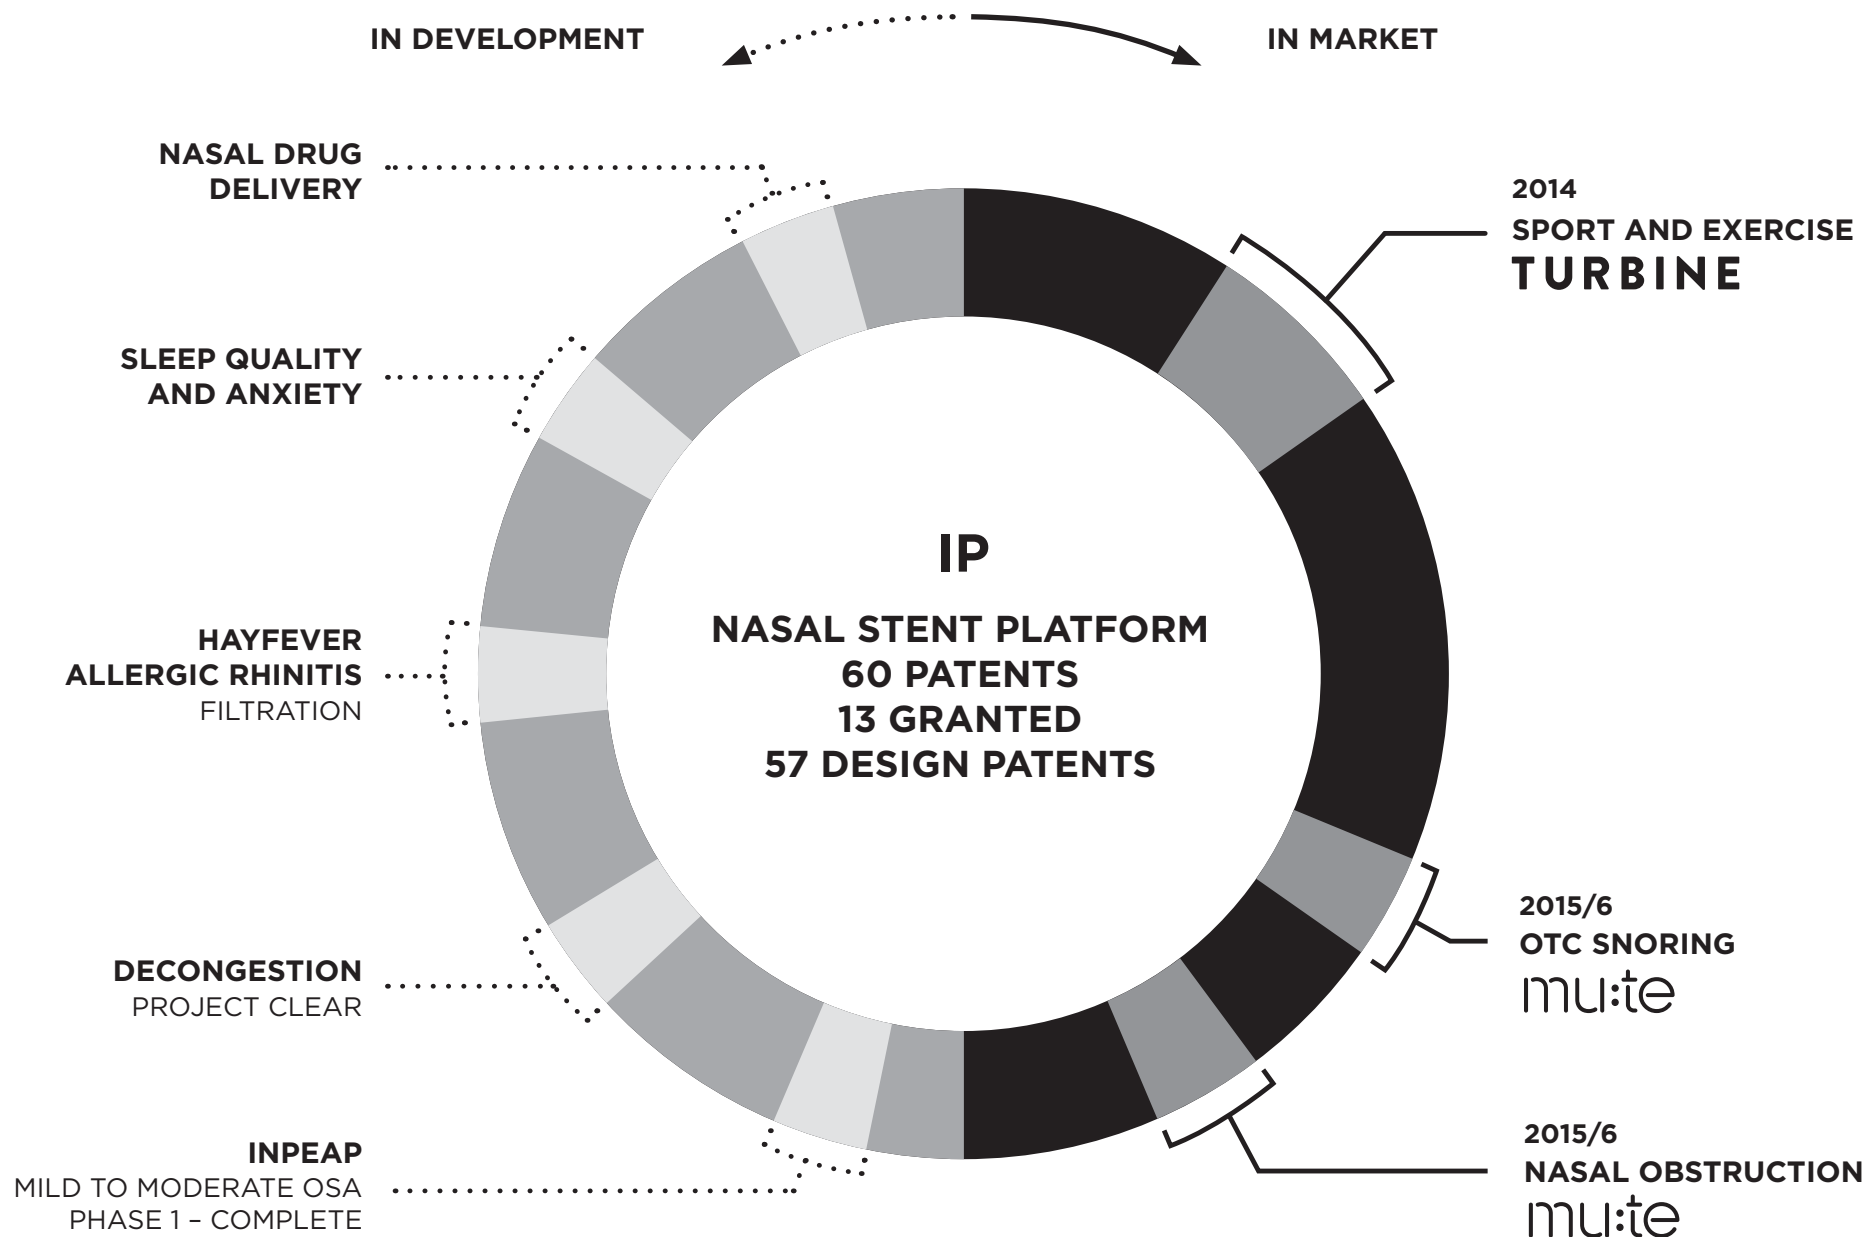 IN DEVELOPMENT
IN MARKET
NASAL DRUG
DELIVERY
SLEEP QUALITY
AND ANXIETY
HAYFEVER
ALLERGIC RHINITIS
FILTRATION
DECONGESTION
PROJECT CLEAR
INPEAP
MILD TO MODERATE OSA
PHASE 1 – COMPLETE
IP
NASAL STENT PLATFORM
60 PATENTS
13 GRANTED
57 DESIGN PATENTS
2014
SPORT AND EXERCISE
TURBINE
2015/6
OTC SNORING
mu:te
2015/6
NASAL OBSTRUCTION
mu:te